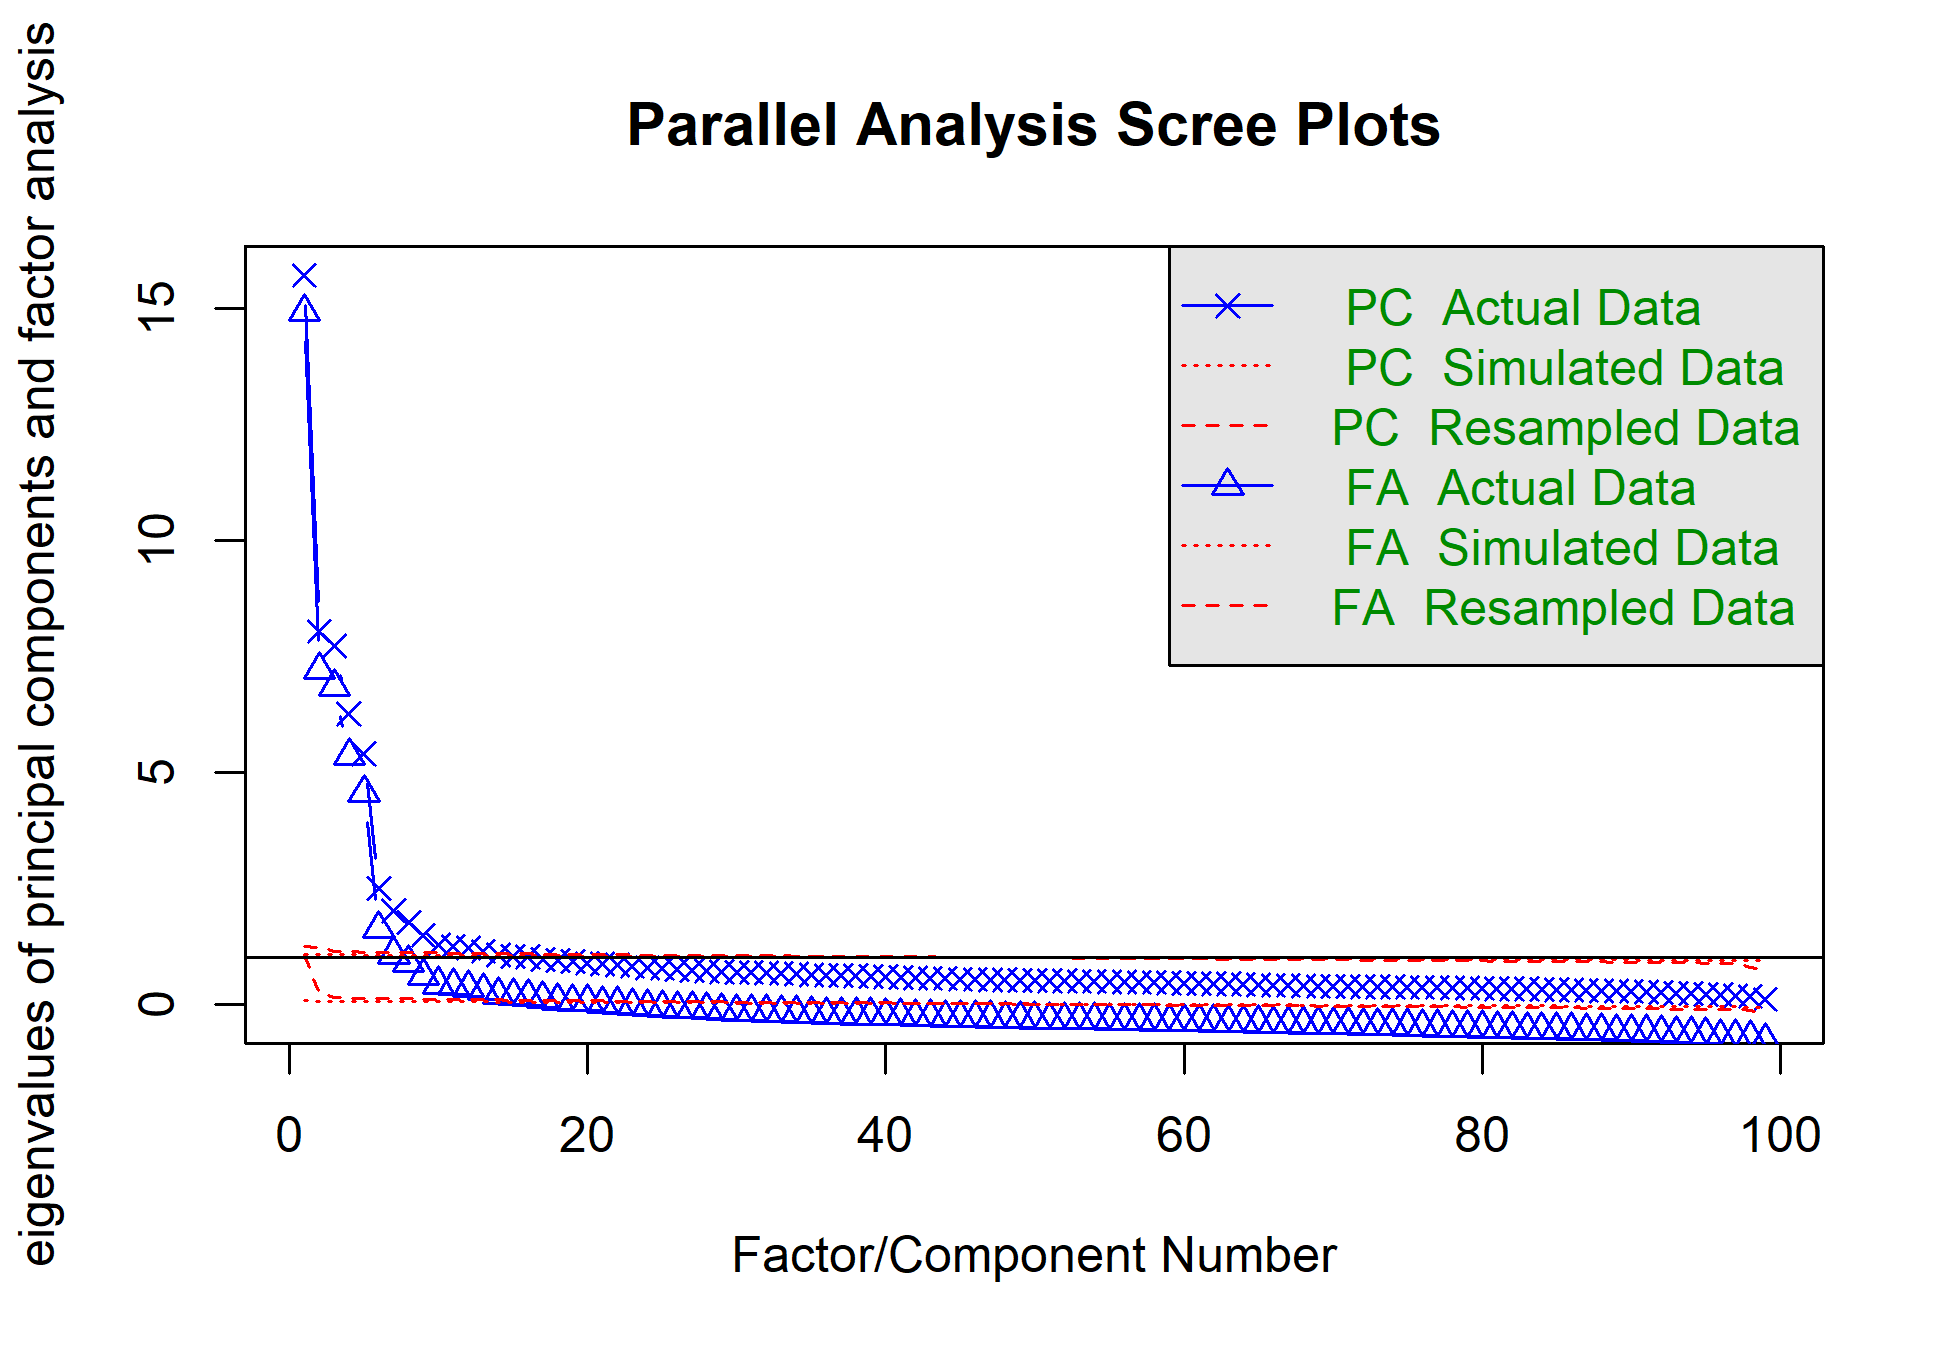 Parallel Analysis Scree Plots
eigenvalues of principal components and factor analysis
15
10
5
0
PC Actual Data
PC Simulated Data
PC Resampled Data
FA Actual Data
FA Simulated Data
FA Resampled Data
0 20 40 60 80 100
Factor/Component Number